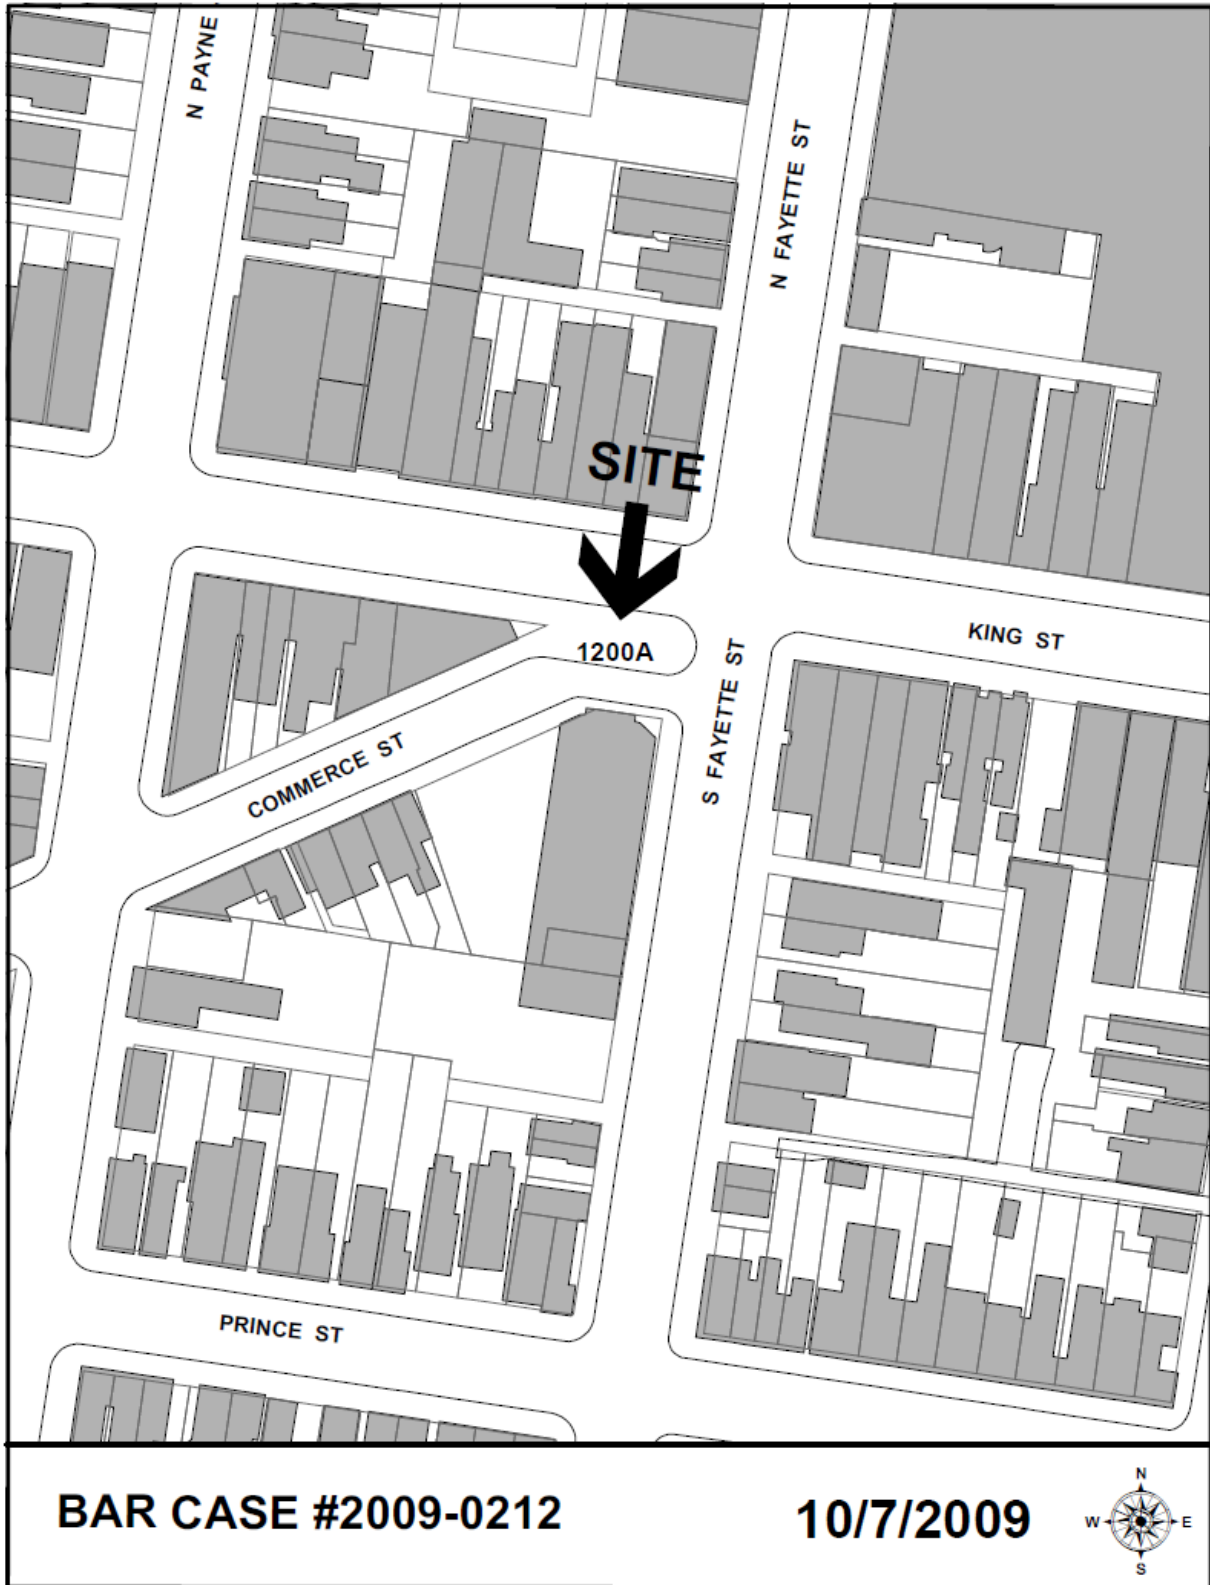 N PAYNE
N FAYETTE ST
SITE
KING ST
1200A
S FAYETTE ST
COMMERCE ST
PRINCE ST
BAR CASE #2009-0212
10/7/2009
N
W E
S